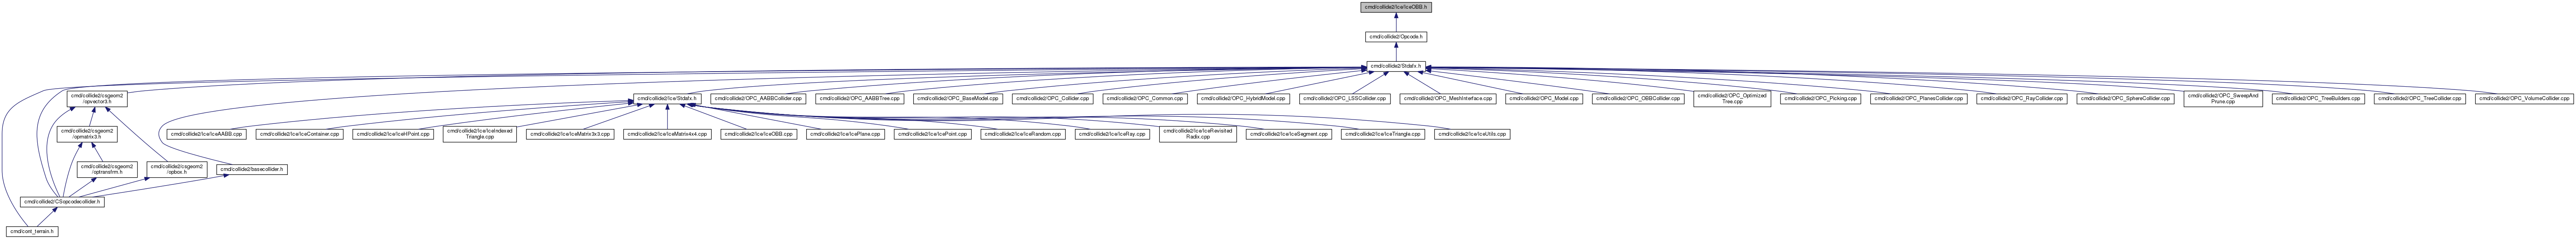 cmd/collide2/Ice/IceOBB.h
cmd/collide2/Opcode.h
cmd/collide2/Stdafx.h
cmd/collide2/csgeom2
/opvector3.h
cmd/collide2/Ice/Stdafx.h
cmd/collide2/OPC_AABBCollider.cpp
cmd/collide2/OPC_AABBTree.cpp
cmd/collide2/OPC_BaseModel.cpp
cmd/collide2/OPC_Collider.cpp
cmd/collide2/OPC_Common.cpp
cmd/collide2/OPC_HybridModel.cpp
cmd/collide2/OPC_LSSCollider.cpp
cmd/collide2/OPC_MeshInterface.cpp
cmd/collide2/OPC_Model.cpp
cmd/collide2/OPC_OBBCollider.cpp
cmd/collide2/OPC_Optimized
Tree.cpp
cmd/collide2/OPC_Picking.cpp
cmd/collide2/OPC_PlanesCollider.cpp
cmd/collide2/OPC_RayCollider.cpp
cmd/collide2/OPC_SphereCollider.cpp
cmd/collide2/OPC_SweepAnd
Prune.cpp
cmd/collide2/OPC_TreeBuilders.cpp
cmd/collide2/OPC_TreeCollider.cpp
cmd/collide2/OPC_VolumeCollider.cpp
cmd/collide2/csgeom2
/opmatrix3.h
cmd/collide2/Ice/IceAABB.cpp
cmd/collide2/Ice/IceContainer.cpp
cmd/collide2/Ice/IceHPoint.cpp
cmd/collide2/Ice/IceIndexed
Triangle.cpp
cmd/collide2/Ice/IceMatrix3x3.cpp
cmd/collide2/Ice/IceMatrix4x4.cpp
cmd/collide2/Ice/IceOBB.cpp
cmd/collide2/Ice/IcePlane.cpp
cmd/collide2/Ice/IcePoint.cpp
cmd/collide2/Ice/IceRandom.cpp
cmd/collide2/Ice/IceRay.cpp
cmd/collide2/Ice/IceRevisited
Radix.cpp
cmd/collide2/Ice/IceSegment.cpp
cmd/collide2/Ice/IceTriangle.cpp
cmd/collide2/Ice/IceUtils.cpp
cmd/collide2/csgeom2
/optransfrm.h
cmd/collide2/csgeom2
/opbox.h
cmd/collide2/basecollider.h
cmd/collide2/CSopcodecollider.h
cmd/cont_terrain.h